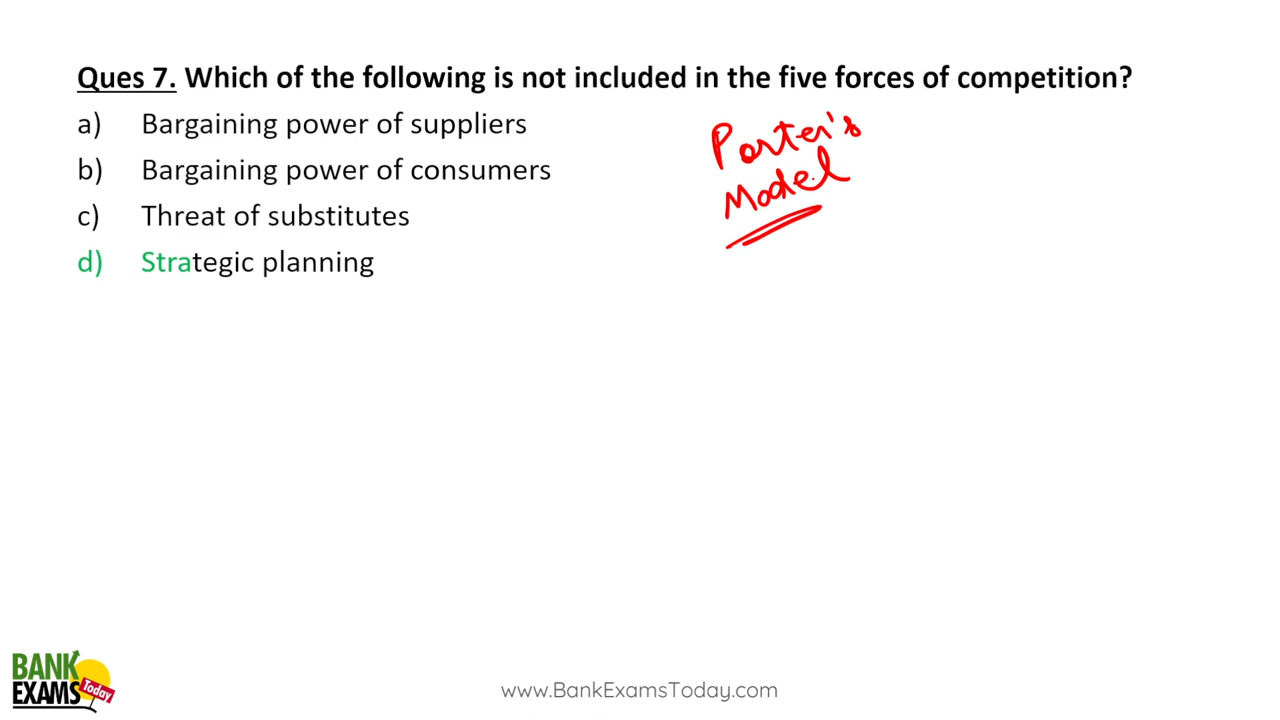 Ques 7. Which of the following is not included in the five forces of competition?
a) Bargaining power of suppliers
b) Bargaining power of consumers
c) Threat of substitutes
d) Strategic planning
Porter's
Model
BANK
EXAMS Today
www.BankExamsToday.com